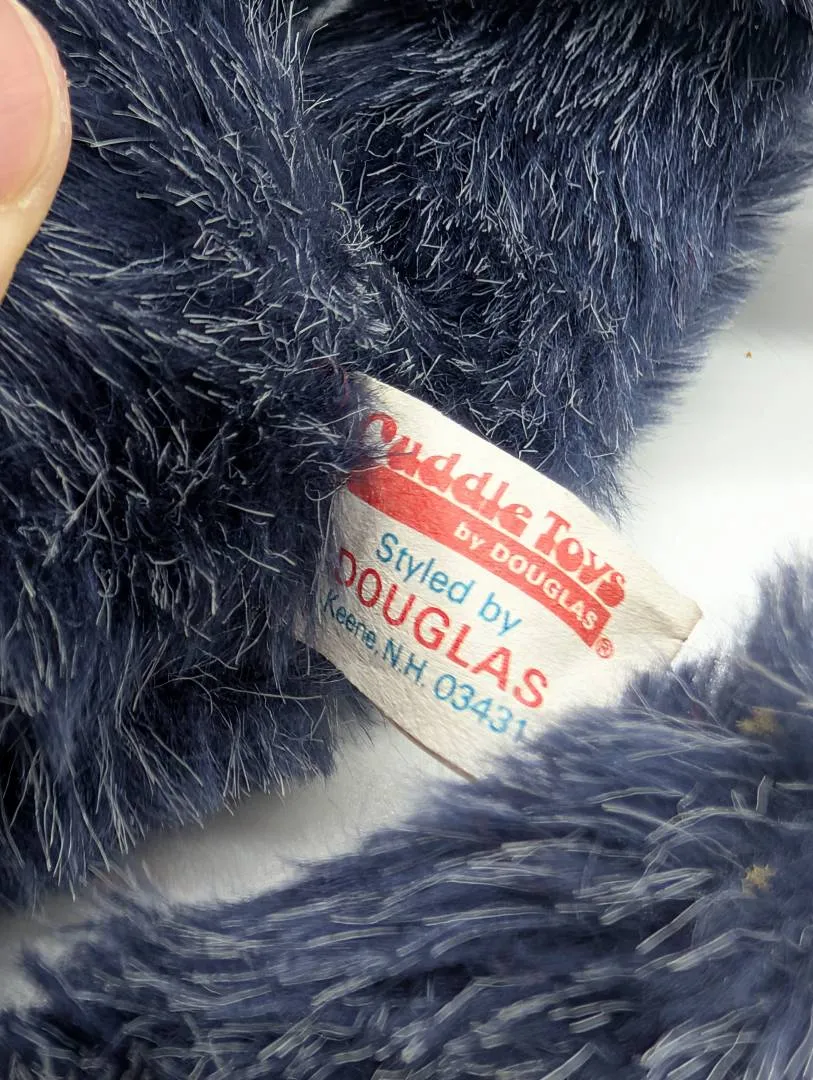 Cuddle Toys
by DOUGLAS®
Styled by
DOUGLAS
Keene, N.H. 03431